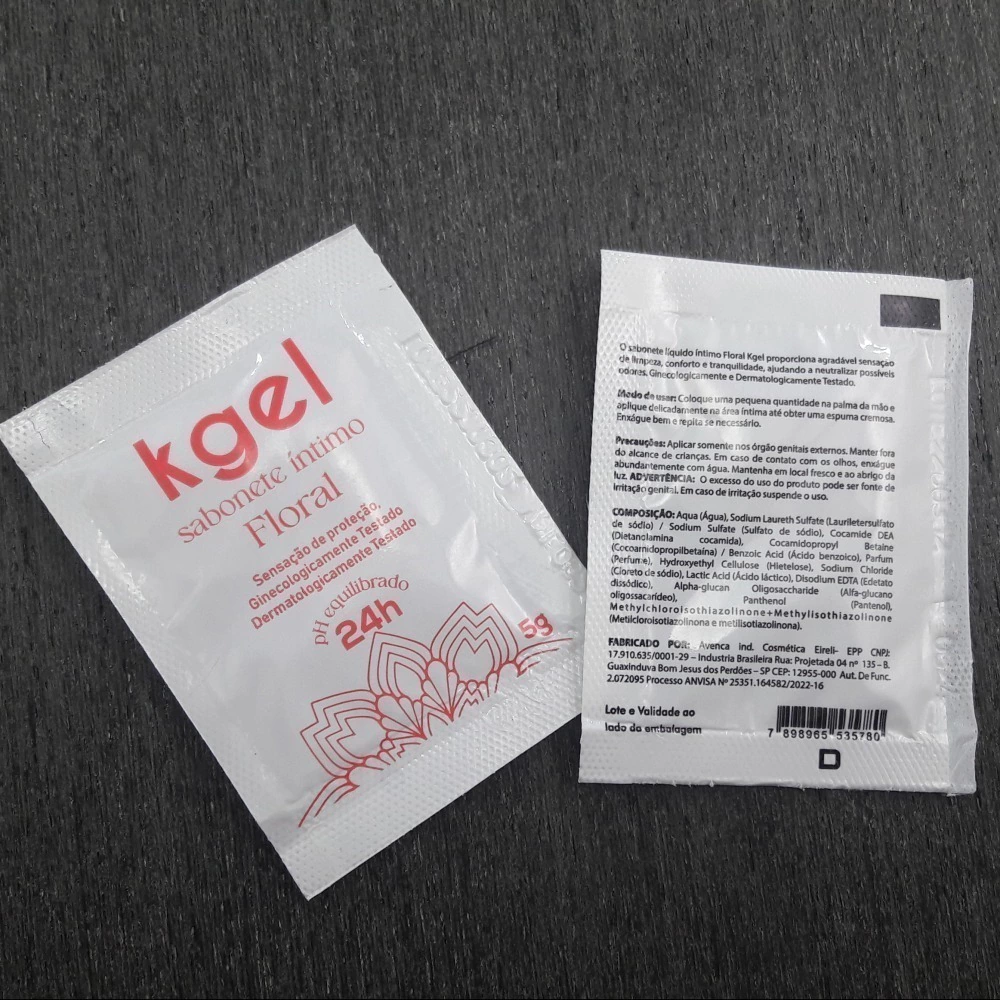 kgel
sabonete íntimo
Floral
Sensação de proteção,
Ginecologicamente Testado
Dermatologicamente Testado
pH equilibrado
24h
5g
O sabonete líquido íntimo Floral Kgel proporciona agradável sensação
de limpeza, conforto e tranquilidade, ajudando a neutralizar possíveis
odores. Ginecologicamente e Dermatologicamente Testado.
Modo de usar: Coloque uma pequena quantidade na palma da mão e
aplique delicadamente na área íntima até obter uma espuma cremosa.
Enxágue bem e repita se necessário.
Precauções: Aplicar somente nos órgão genitais externos. Manter fora
do alcance de crianças. Em caso de contato com os olhos, enxágue
abundantemente com água. Mantenha em local fresco e ao abrigo da
luz. ADVERTÊNCIA: O excesso do uso do produto pode ser fonte de
irritação genital. Em caso de irritação suspende o uso.
COMPOSIÇÃO: Aqua (Água), Sodium Laureth Sulfate (Lauriletersulfato
de sódio) / Sodium Sulfate (Sulfato de sódio), Cocamide DEA
(Dietanolamina cocamida), Cocamidopropyl Betaine
(Cocoamidopropilbetaína) / Benzoic Acid (Ácido benzoico), Parfum
(Perfume), Hydroxyethyl Cellulose (Hietelose), Sodium Chloride
(Cloreto de sódio), Lactic Acid (Ácido láctico), Disodium EDTA (Edetato
dissódico), Alpha-glucan Oligosaccharide (Alfa-glucano
oligossacarídeo), Panthenol (Pantenol),
Methylchloroisothiazolinone+Methylisothiazolinone
(Metilcloroisotiazolinona e metilisotiazolinona).
FABRICADO POR: Avenca ind. Cosmética Eireli- EPP CNPJ:
17.910.635/0001-29 – Industria Brasileira Rua: Projetada 04 nº 135 – B.
Guaxinduva Bom Jesus dos Perdões – SP CEP: 12955-000 Aut. De Func.
2.072095 Processo ANVISA Nº 25351.164582/2022-16
Lote e Validade ao
lado da embalagem
7 898965 535780
D